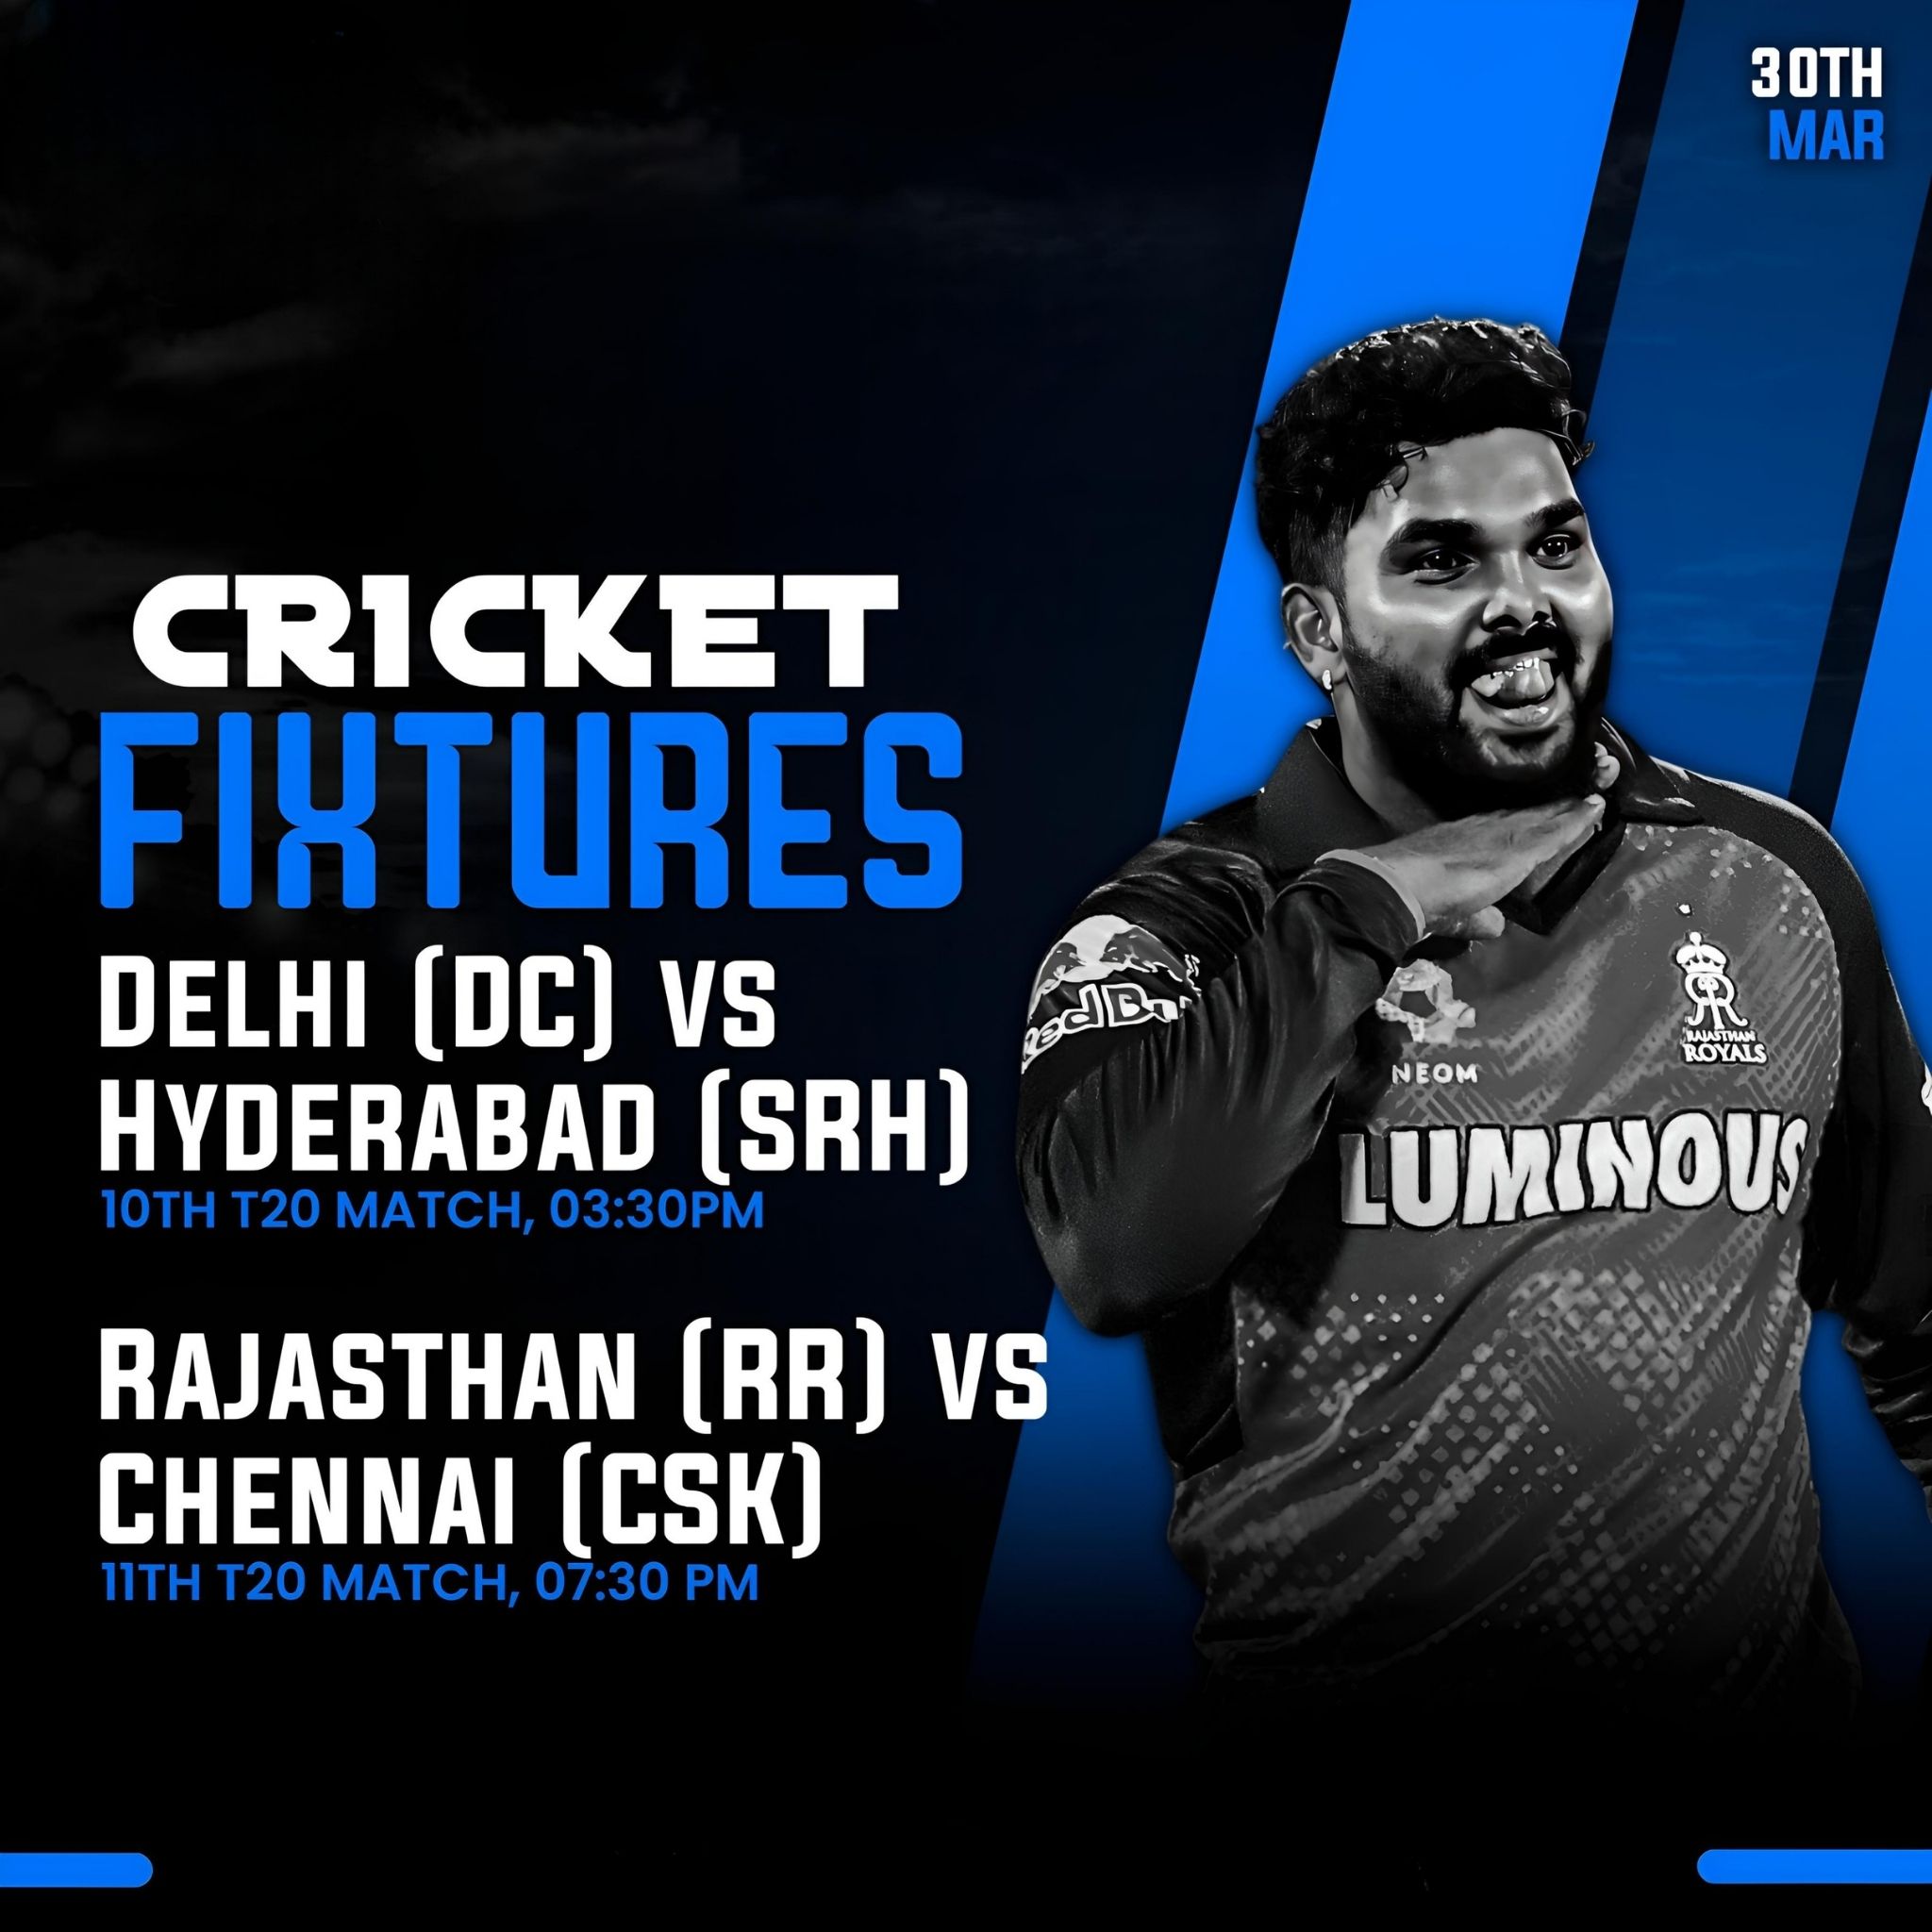 30TH
MAR
CRICKET
FIXTURES
DELHI (DC) VS
HYDERABAD (SRH)
10TH T20 MATCH, 03:30PM
RAJASTHAN (RR) VS
CHENNAI (CSK)
11TH T20 MATCH, 07:30 PM
NEOM
RR
RAJASTHAN
ROYALS
LUMINOUS